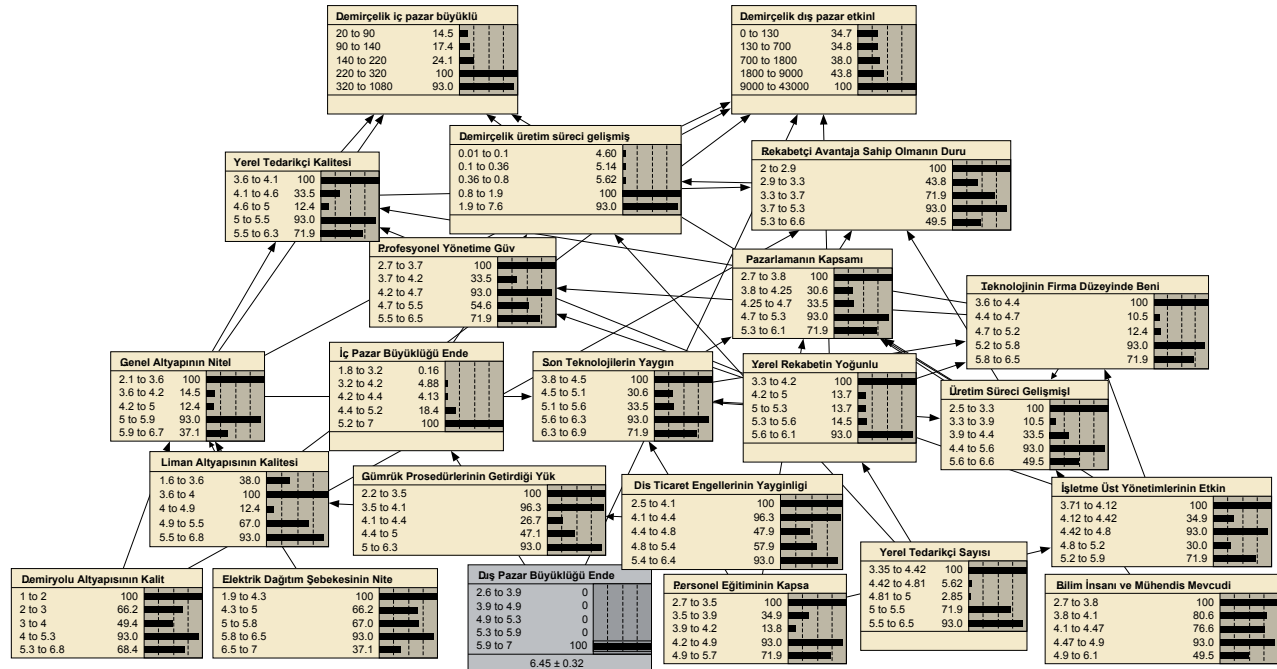 Demirçelik iç pazar büyüklü
20 to 90 14.5
90 to 140 17.4
140 to 220 24.1
220 to 320 100
320 to 1080 93.0
Demirçelik dış pazar etkinl
0 to 130 34.7
130 to 700 34.8
700 to 1800 38.0
1800 to 9000 43.8
9000 to 43000 100
Demirçelik üretim süreci gelişmiş
0.01 to 0.1 4.60
0.1 to 0.36 5.14
0.36 to 0.8 5.62
0.8 to 1.9 100
1.9 to 7.6 93.0
Rekabetçi Avantaja Sahip Olmanın Duru
2 to 2.9 100
2.9 to 3.3 43.8
3.3 to 3.7 71.9
3.7 to 5.3 93.0
5.3 to 6.6 49.5
Yerel Tedarikçi Kalitesi
3.6 to 4.1 100
4.1 to 4.6 33.5
4.6 to 5 12.4
5 to 5.5 93.0
5.5 to 6.3 71.9
Profesyonel Yönetime Güv
2.7 to 3.7 100
3.7 to 4.2 33.5
4.2 to 4.7 93.0
4.7 to 5.5 54.6
5.5 to 6.5 71.9
Pazarlamanın Kapsamı
2.7 to 3.8 100
3.8 to 4.25 30.6
4.25 to 4.7 33.5
4.7 to 5.3 93.0
5.3 to 6.1 71.9
Teknolojinin Firma Düzeyinde Beni
3.6 to 4.4 100
4.4 to 4.7 10.5
4.7 to 5.2 12.4
5.2 to 5.8 93.0
5.8 to 6.5 71.9
Genel Altyapının Nitel
2.1 to 3.6 100
3.6 to 4.2 14.5
4.2 to 5 12.4
5 to 5.9 93.0
5.9 to 6.7 37.1
İç Pazar Büyüklüğü Ende
1.8 to 3.2 0.16
3.2 to 4.2 4.88
4.2 to 4.4 4.13
4.4 to 5.2 18.4
5.2 to 7 100
Son Teknolojilerin Yaygın
3.8 to 4.5 100
4.5 to 5.1 30.6
5.1 to 5.6 33.5
5.6 to 6.3 93.0
6.3 to 6.9 71.9
Yerel Rekabetin Yoğunlu
3.3 to 4.2 100
4.2 to 5 13.7
5 to 5.3 13.7
5.3 to 5.6 14.5
5.6 to 6.1 93.0
Üretim Süreci Gelişmişl
2.5 to 3.3 100
3.3 to 3.9 10.5
3.9 to 4.4 33.5
4.4 to 5.6 93.0
5.6 to 6.6 49.5
Liman Altyapısının Kalitesi
1.6 to 3.6 38.0
3.6 to 4 100
4 to 4.9 12.4
4.9 to 5.5 67.0
5.5 to 6.8 93.0
Gümrük Prosedürlerinin Getirdiği Yük
2.2 to 3.5 100
3.5 to 4.1 96.3
4.1 to 4.4 26.7
4.4 to 5 47.1
5 to 6.3 93.0
Dis Ticaret Engellerinin Yayginligi
2.5 to 4.1 100
4.1 to 4.4 96.3
4.4 to 4.8 47.9
4.8 to 5.4 57.9
5.4 to 6.4 93.0
İşletme Üst Yönetimlerinin Etkin
3.71 to 4.12 100
4.12 to 4.42 34.9
4.42 to 4.8 93.0
4.8 to 5.2 30.0
5.2 to 5.9 71.9
Yerel Tedarikçi Sayısı
3.35 to 4.42 100
4.42 to 4.81 5.62
4.81 to 5 2.85
5 to 5.5 71.9
5.5 to 6.5 93.0
Demiryolu Altyapısının Kalit
1 to 2 100
2 to 3 66.2
3 to 4 49.4
4 to 5.3 93.0
5.3 to 6.8 68.4
Elektrik Dağıtım Şebekesinin Nite
1.9 to 4.3 100
4.3 to 5 66.2
5 to 5.8 67.0
5.8 to 6.5 93.0
6.5 to 7 37.1
Dış Pazar Büyüklüğü Ende
2.6 to 3.9 0
3.9 to 4.9 0
4.9 to 5.3 0
5.3 to 5.9 0
5.9 to 7 100
6.45 ± 0.32
Personel Eğitiminin Kapsa
2.7 to 3.5 100
3.5 to 3.9 34.9
3.9 to 4.2 13.8
4.2 to 4.9 93.0
4.9 to 5.7 71.9
Bilim İnsanı ve Mühendis Mevcudi
2.7 to 3.8 100
3.8 to 4.1 80.6
4.1 to 4.47 76.6
4.47 to 4.9 93.0
4.9 to 6.1 49.5